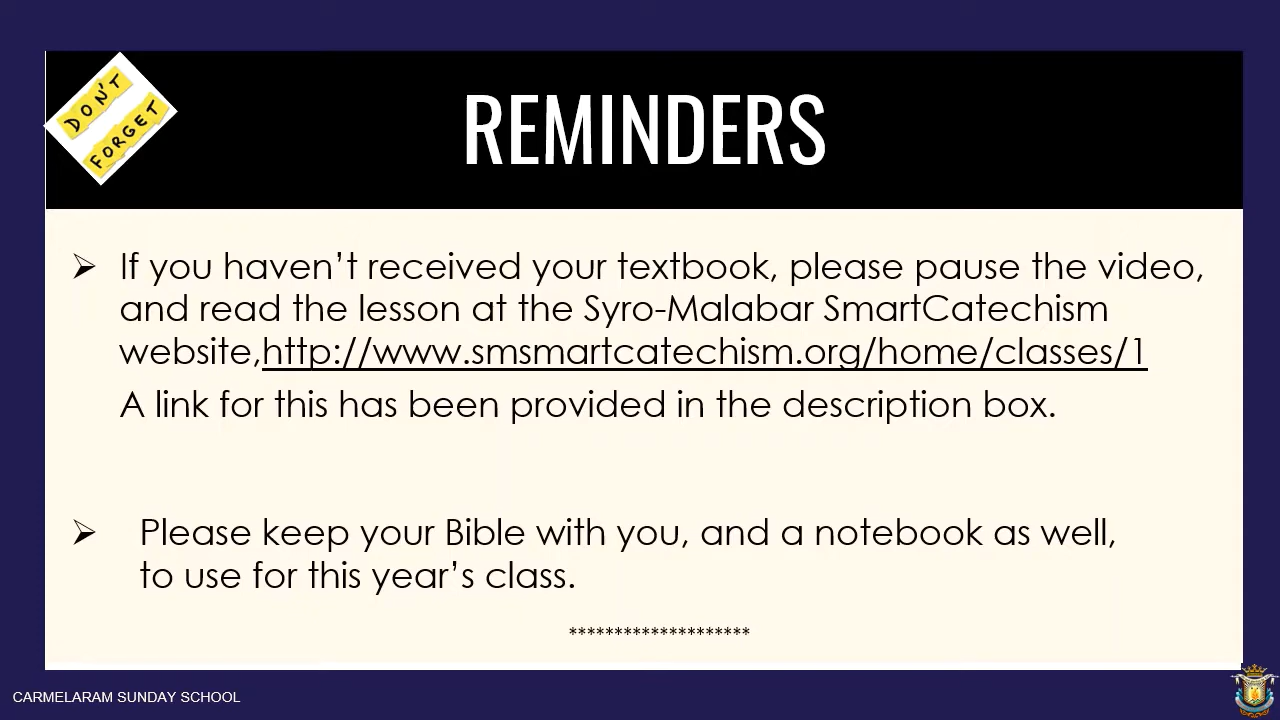 DON'T
FORGET
REMINDERS
➢ If you haven’t received your textbook, please pause the video,
and read the lesson at the Syro-Malabar SmartCatechism
website,http://www.smsmartcatechism.org/home/classes/1
A link for this has been provided in the description box.
➢ Please keep your Bible with you, and a notebook as well,
to use for this year’s class.
********************
CARMELARAM SUNDAY SCHOOL